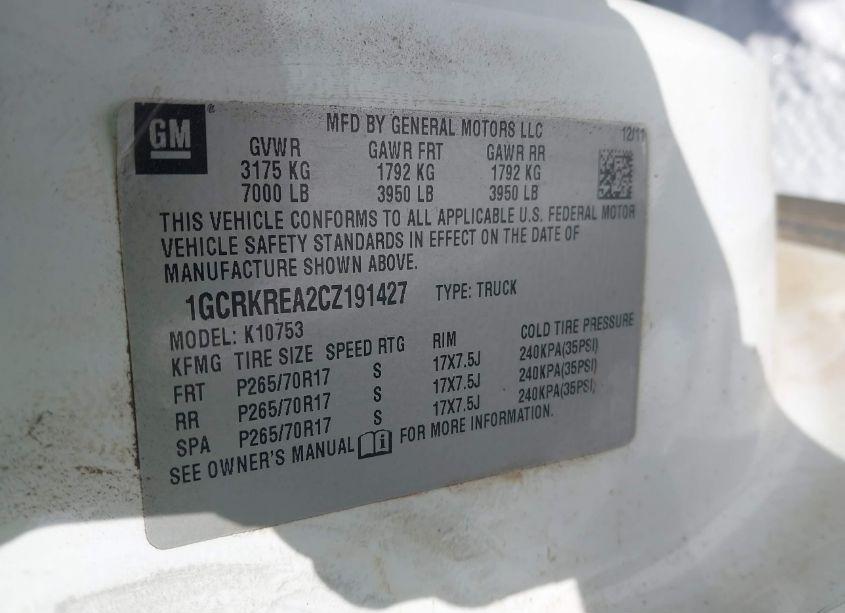 GM ®
MFD BY GENERAL MOTORS LLC 12/11
GVWR GAWR FRT GAWR RR
3175 KG 1792 KG 1792 KG
7000 LB 3950 LB 3950 LB
THIS VEHICLE CONFORMS TO ALL APPLICABLE U.S. FEDERAL MOTOR
VEHICLE SAFETY STANDARDS IN EFFECT ON THE DATE OF
MANUFACTURE SHOWN ABOVE.
1GCRKREA2CZ191427 TYPE: TRUCK
MODEL: K10753
KFMG TIRE SIZE SPEED RTG RIM COLD TIRE PRESSURE
FRT P265/70R17 S 17X7.5J 240KPA(35PSI)
RR P265/70R17 S 17X7.5J 240KPA(35PSI)
SPA P265/70R17 S 17X7.5J 240KPA(35PSI)
SEE OWNER'S MANUAL i FOR MORE INFORMATION.